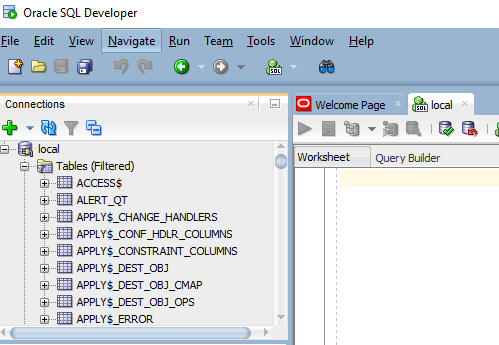 Oracle SQL Developer
File Edit View Navigate Run Team Tools Window Help
SQL
Connections
Welcome Page
SQL local
local
Tables (Filtered)
Worksheet Query Builder
ACCESS$
ALERT_QT
APPLY$_CHANGE_HANDLERS
APPLY$_CONF_HDLR_COLUMNS
APPLY$_CONSTRAINT_COLUMNS
APPLY$_DEST_OBJ
APPLY$_DEST_OBJ_CMAP
APPLY$_DEST_OBJ_OPS
APPLY$_ERROR